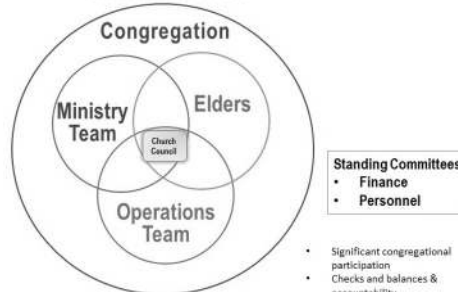 Congregation
Ministry
Team
Elders
Church
Council
Operations
Team
Standing Committees
• Finance
• Personnel
• Significant congregational
participation
• Checks and balances &